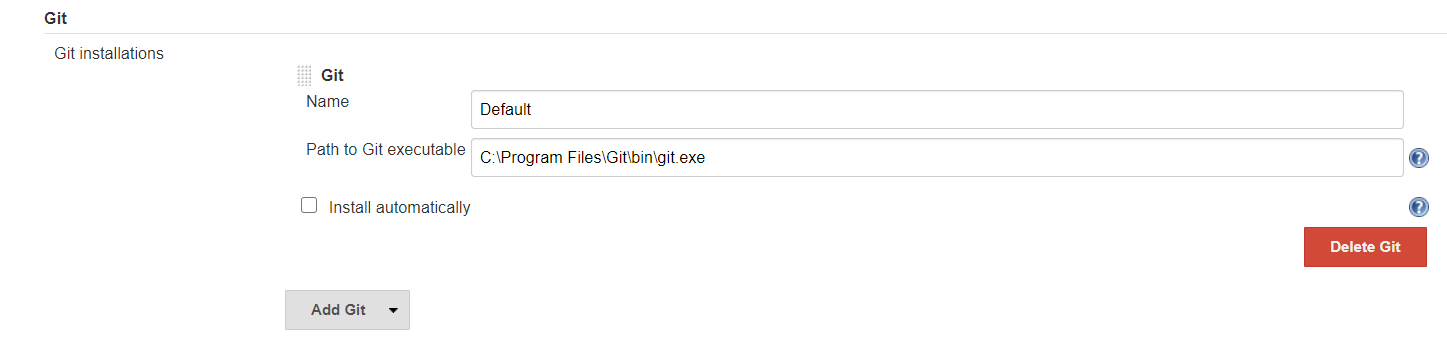 Git
Git installations
Git
Name
Default
Path to Git executable
C:\Program Files\Git\bin\git.exe
?
Install automatically
?
Delete Git
Add Git